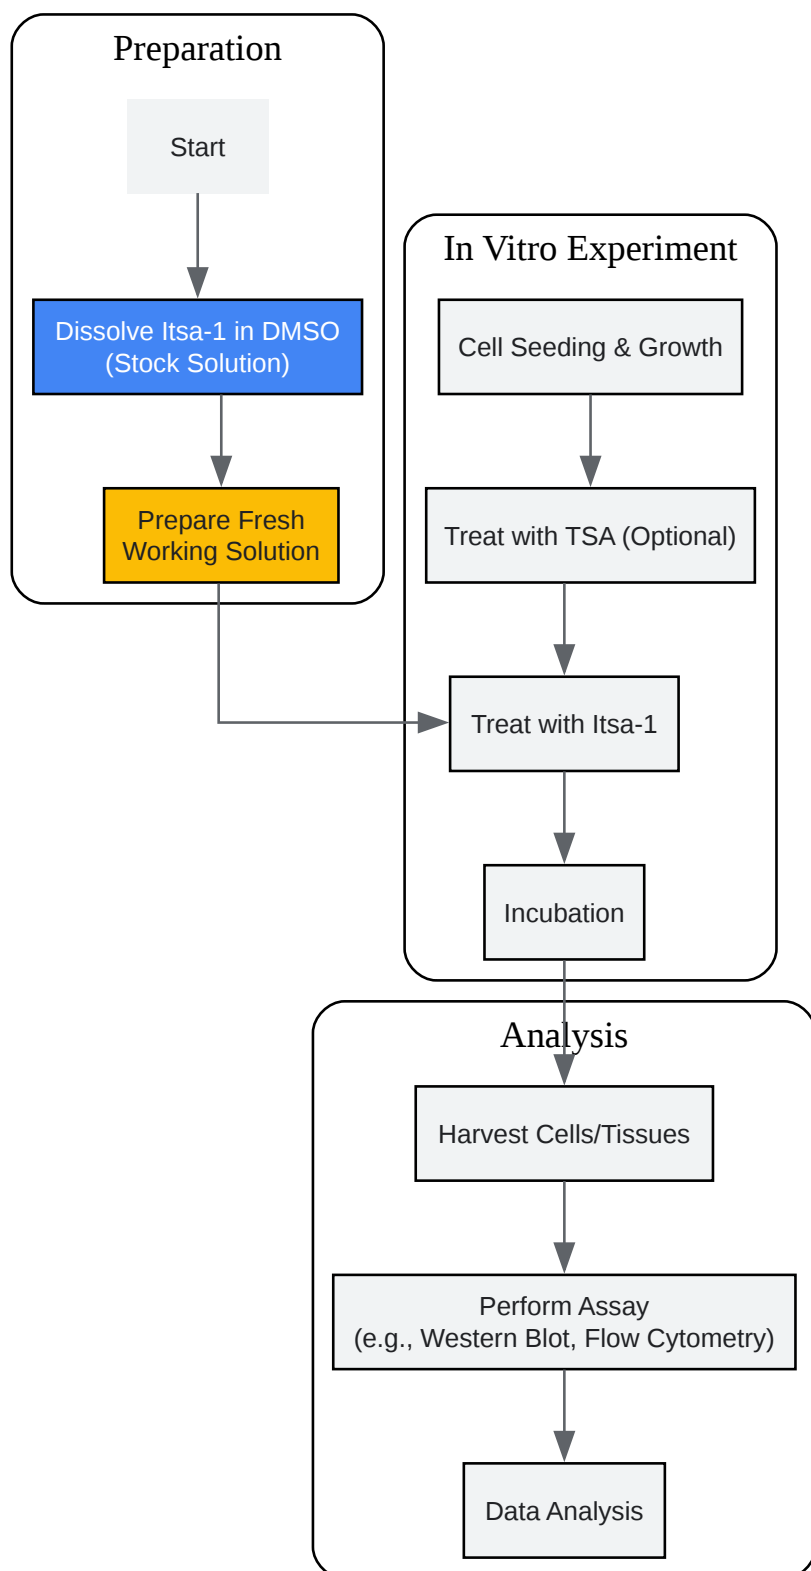 Preparation
Start
Dissolve Itsa-1 in DMSO
(Stock Solution)
Prepare Fresh
Working Solution
In Vitro Experiment
Cell Seeding & Growth
Treat with TSA (Optional)
Treat with Itsa-1
Incubation
Analysis
Harvest Cells/Tissues
Perform Assay
(e.g., Western Blot, Flow Cytometry)
Data Analysis